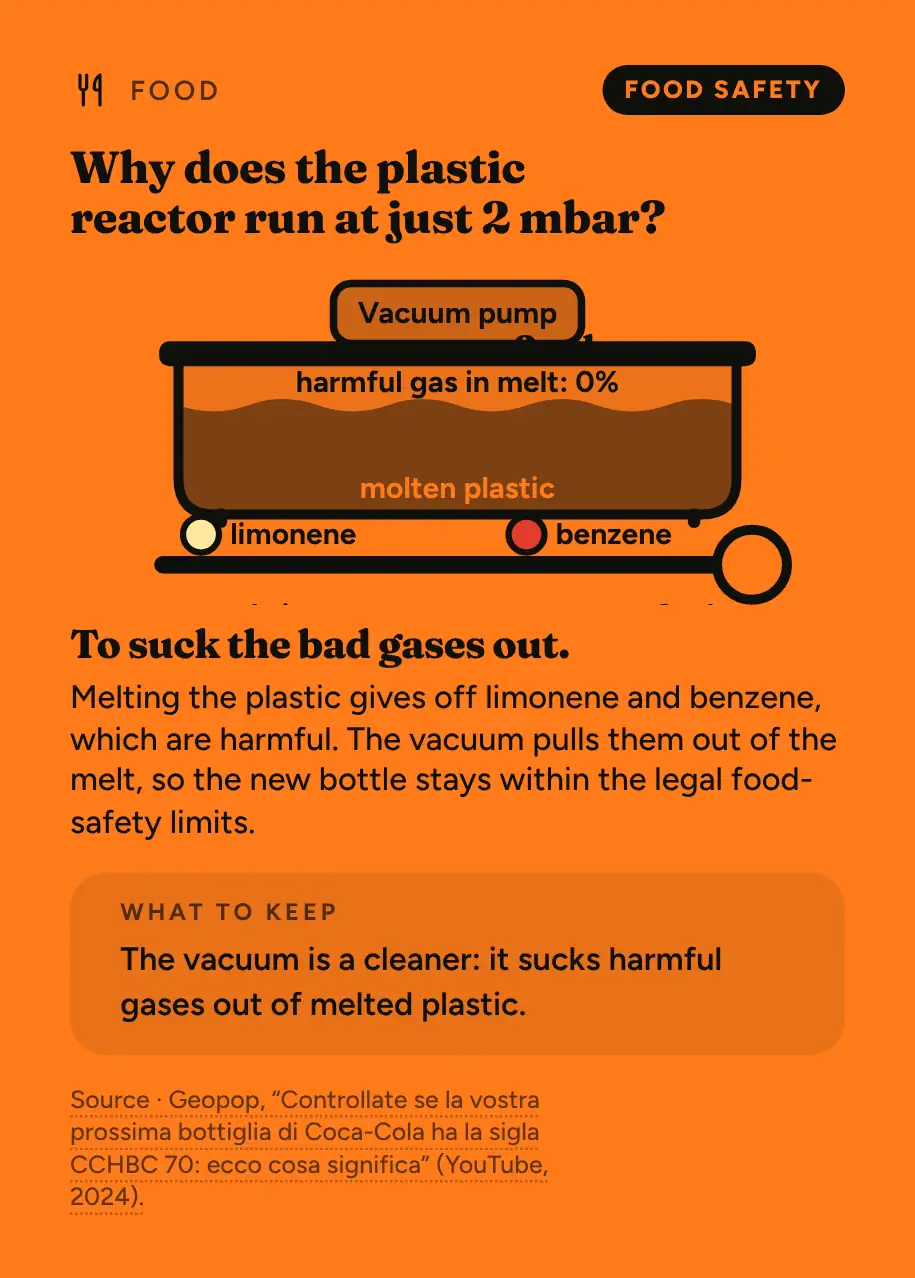 FOOD
FOOD SAFETY
Why does the plastic
reactor run at just 2 mbar?
Vacuum pump
harmful gas in melt: 0%
molten plastic
limonene
benzene
To suck the bad gases out.
Melting the plastic gives off limonene and benzene,
which are harmful. The vacuum pulls them out of the
melt, so the new bottle stays within the legal food-
safety limits.
WHAT TO KEEP
The vacuum is a cleaner: it sucks harmful
gases out of melted plastic.
Source · Geopop, “Controllate se la vostra
prossima bottiglia di Coca-Cola ha la sigla
CCHBC 70: ecco cosa significa” (YouTube,
2024).